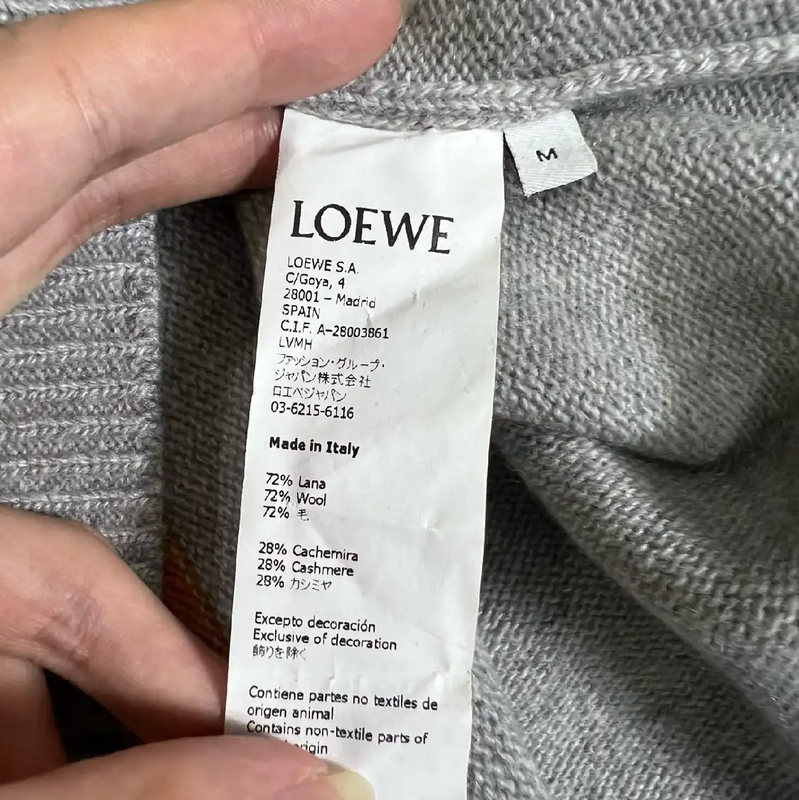 M
LOEWE
LOEWE S.A.
C/Goya, 4
28001 – Madrid
SPAIN
C.I.F. A-28003861
LVMH
ファッション・グループ・
ジャパン株式会社
ロエベジャパン
03-6215-6116
Made in Italy
72% Lana
72% Wool
72% 毛
28% Cachemira
28% Cashmere
28% カシミヤ
Excepto decoración
Exclusive of decoration
飾りを除く
Contiene partes no textiles de
origen animal
Contains non-textile parts of
origin